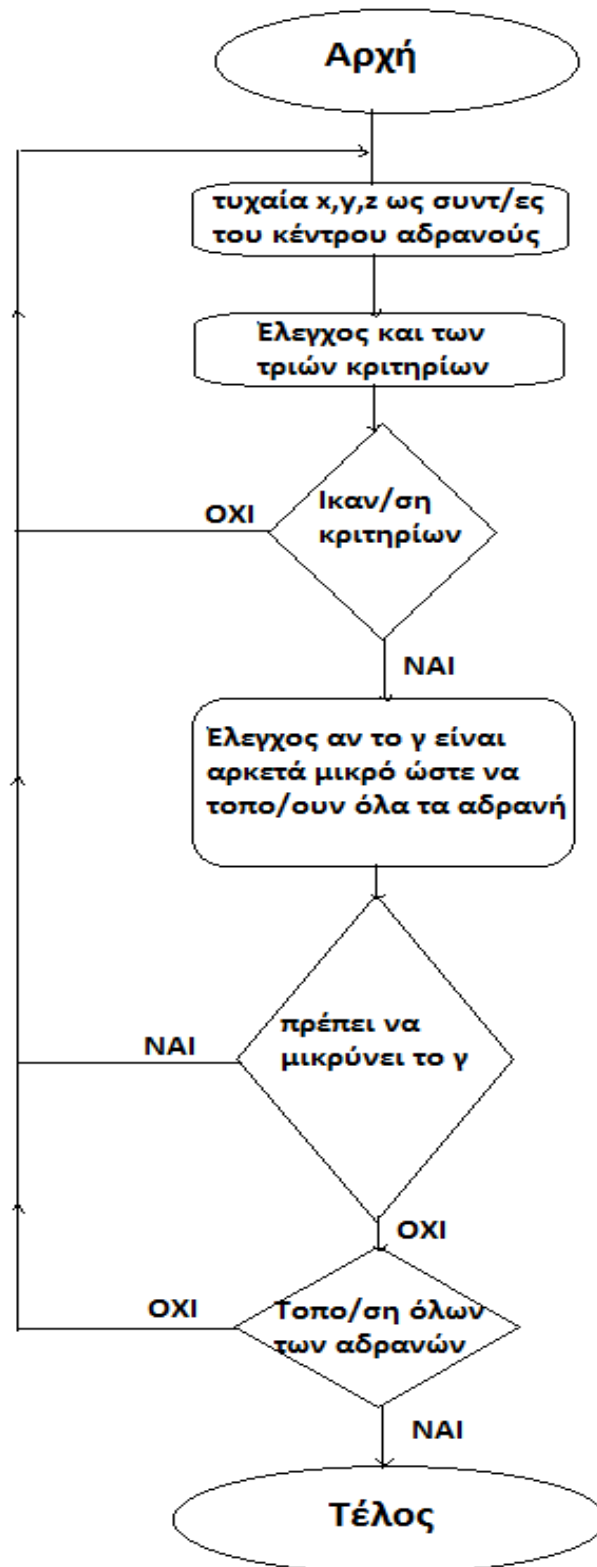 Αρχή
τυχαία x,y,z ως συντ/ες
του κέντρου αδρανούς
Έλεγχος και των
τριών κριτηρίων
Ικαν/ση
κριτηρίων
ΟΧΙ
ΝΑΙ
Έλεγχος αν το γ είναι
αρκετά μικρό ώστε να
τοπο/ουν όλα τα αδρανή
πρέπει να
μικρύνει το γ
ΝΑΙ
ΟΧΙ
Τοπο/ση όλων
των αδρανών
ΟΧΙ
ΝΑΙ
Τέλος